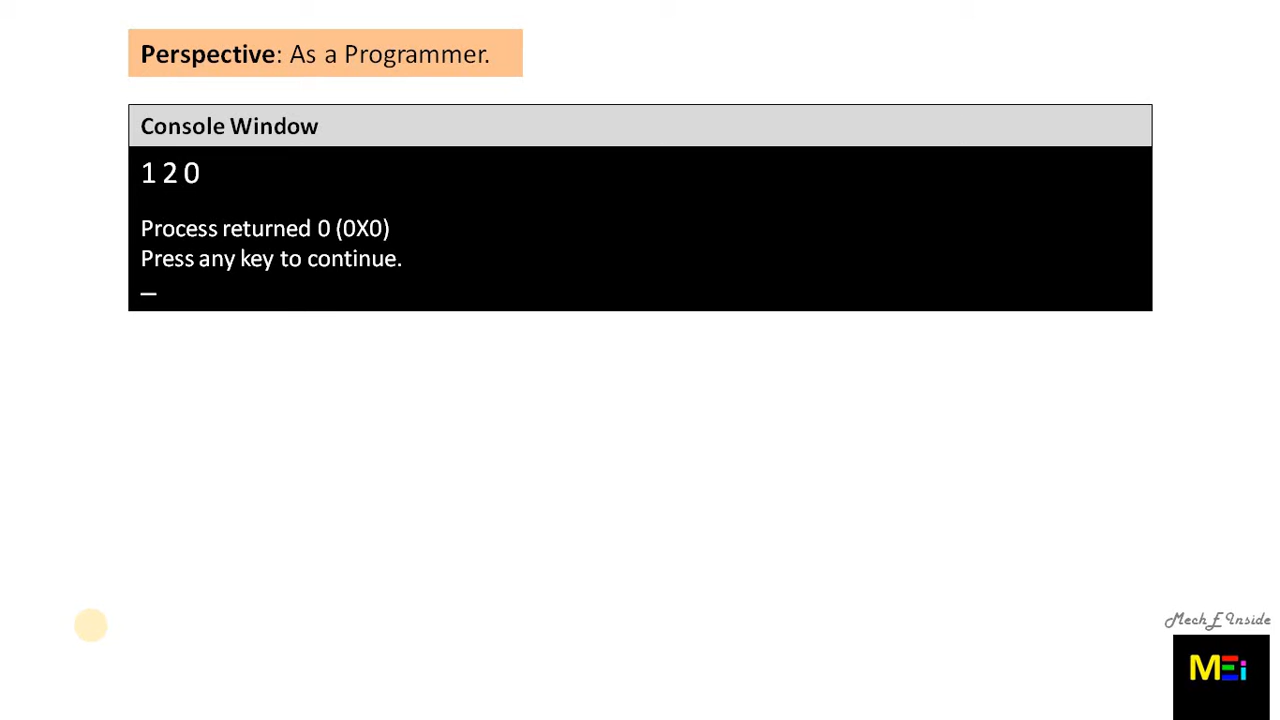 Perspective: As a Programmer.
Console Window
1 2 0
Process returned 0 (0X0)
Press any key to continue.
_
Mech E Inside
MEi